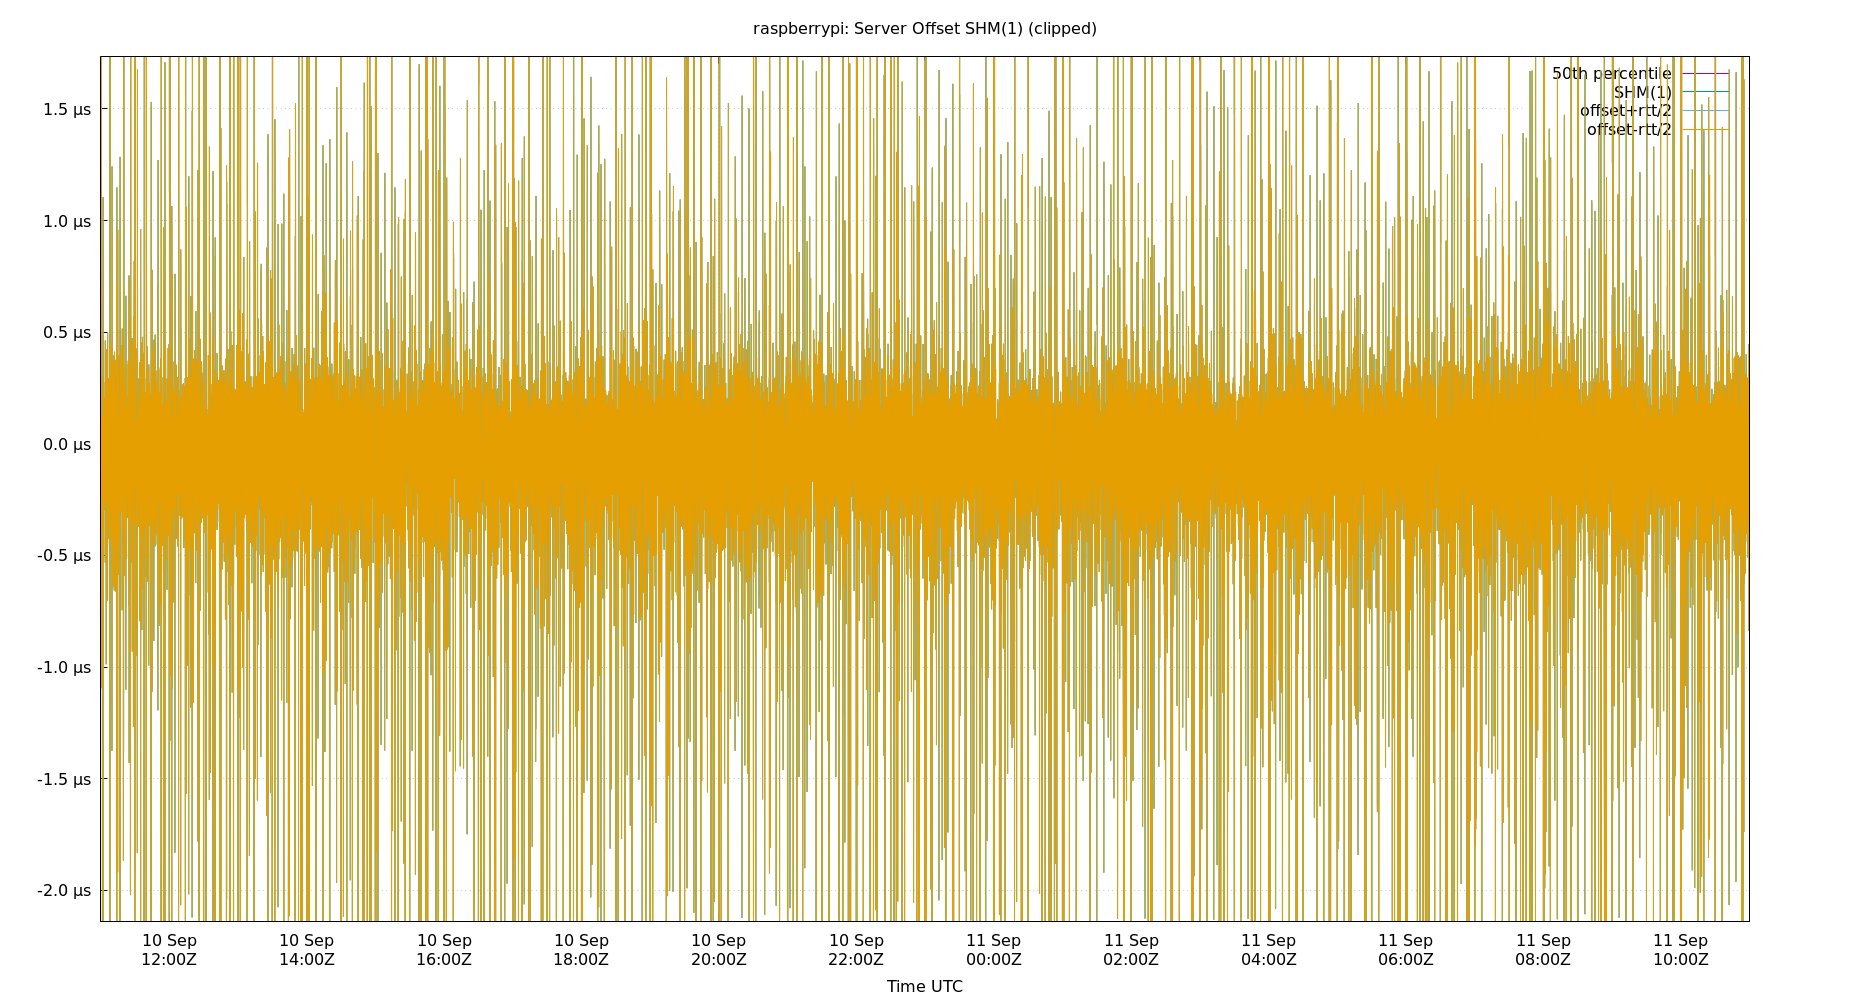 raspberrypi: Server Offset SHM(1) (clipped)
50th percentile
SHM(1)
offset+rtt/2
offset-rtt/2
1.5 µs
1.0 µs
0.5 µs
0.0 µs
-0.5 µs
-1.0 µs
-1.5 µs
-2.0 µs
10 Sep 10 Sep 10 Sep 10 Sep 10 Sep 10 Sep 11 Sep 11 Sep 11 Sep 11 Sep 11 Sep 11 Sep
12:00Z 14:00Z 16:00Z 18:00Z 20:00Z 22:00Z 00:00Z 02:00Z 04:00Z 06:00Z 08:00Z 10:00Z
Time UTC